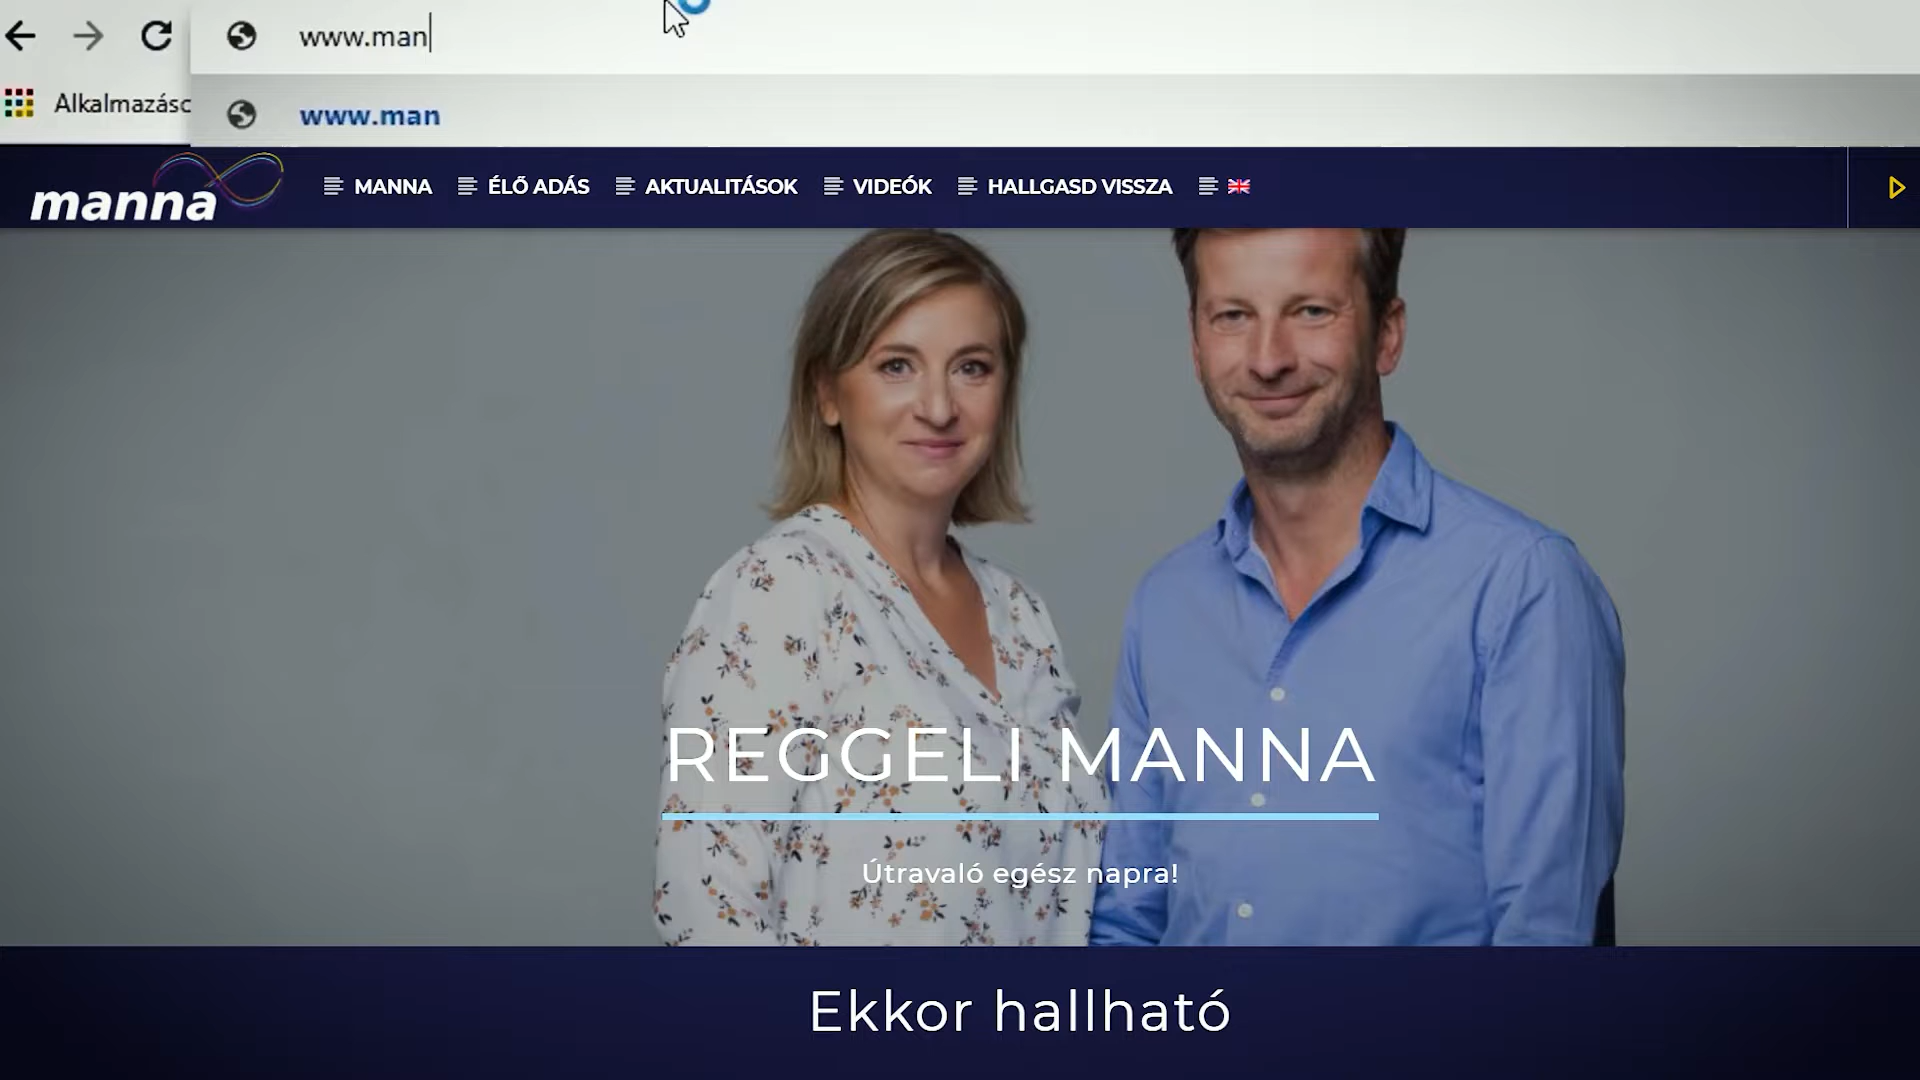 www.man
Alkalmazásc
www.man
manna
MANNA
ÉLŐ ADÁS
AKTUALITÁSOK
VIDEÓK
HALLGASD VISSZA
REGGELI MANNA
Útravaló egész napra!
Ekkor hallható